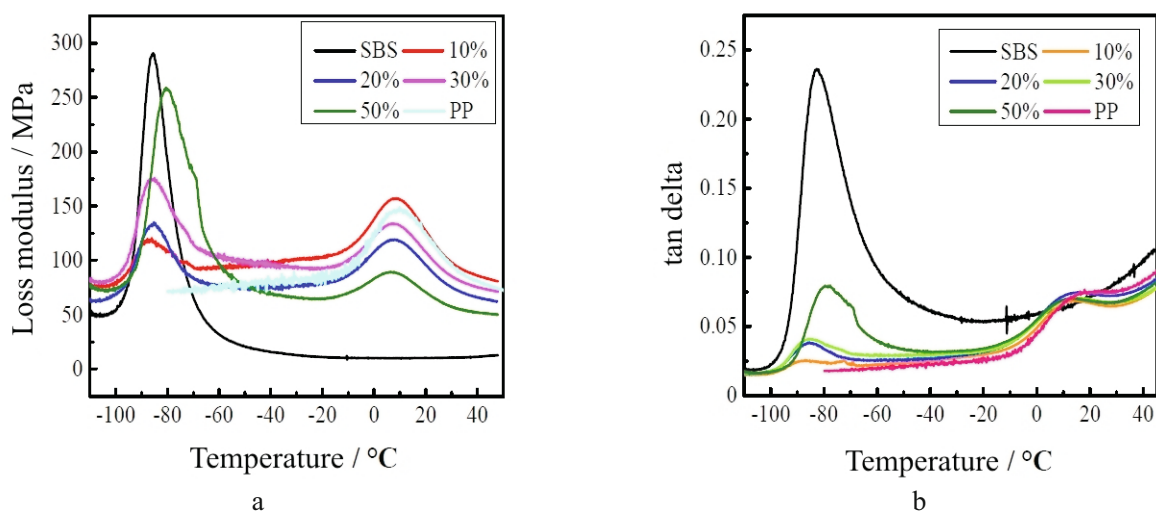 Loss modulus / MPa
300
250
200
150
100
50
0
SBS 10%
20% 30%
50% PP
-100 -80 -60 -40 -20 0 20 40
Temperature / °C
a
tan delta
0.25
0.20
0.15
0.10
0.05
0
SBS 10%
20% 30%
50% PP
-100 -80 -60 -40 -20 0 20 40
Temperature / °C
b